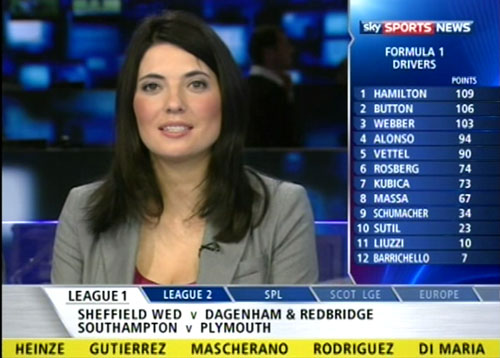 sky SPORTS NEWS
FORMULA 1
DRIVERS
POINTS
1 HAMILTON 109
2 BUTTON 106
3 WEBBER 103
4 ALONSO 94
5 VETTEL 90
6 ROSBERG 74
7 KUBICA 73
8 MASSA 67
9 SCHUMACHER 34
10 SUTIL 23
11 LIUZZI 10
12 BARRICHELLO 7
LEAGUE 1 LEAGUE 2 SPL SCOT LGE EUROPE
SHEFFIELD WED v DAGENHAM & REDBRIDGE
SOUTHAMPTON v PLYMOUTH
HEINZE GUTIERREZ MASCHERANO RODRIGUEZ DI MARIA